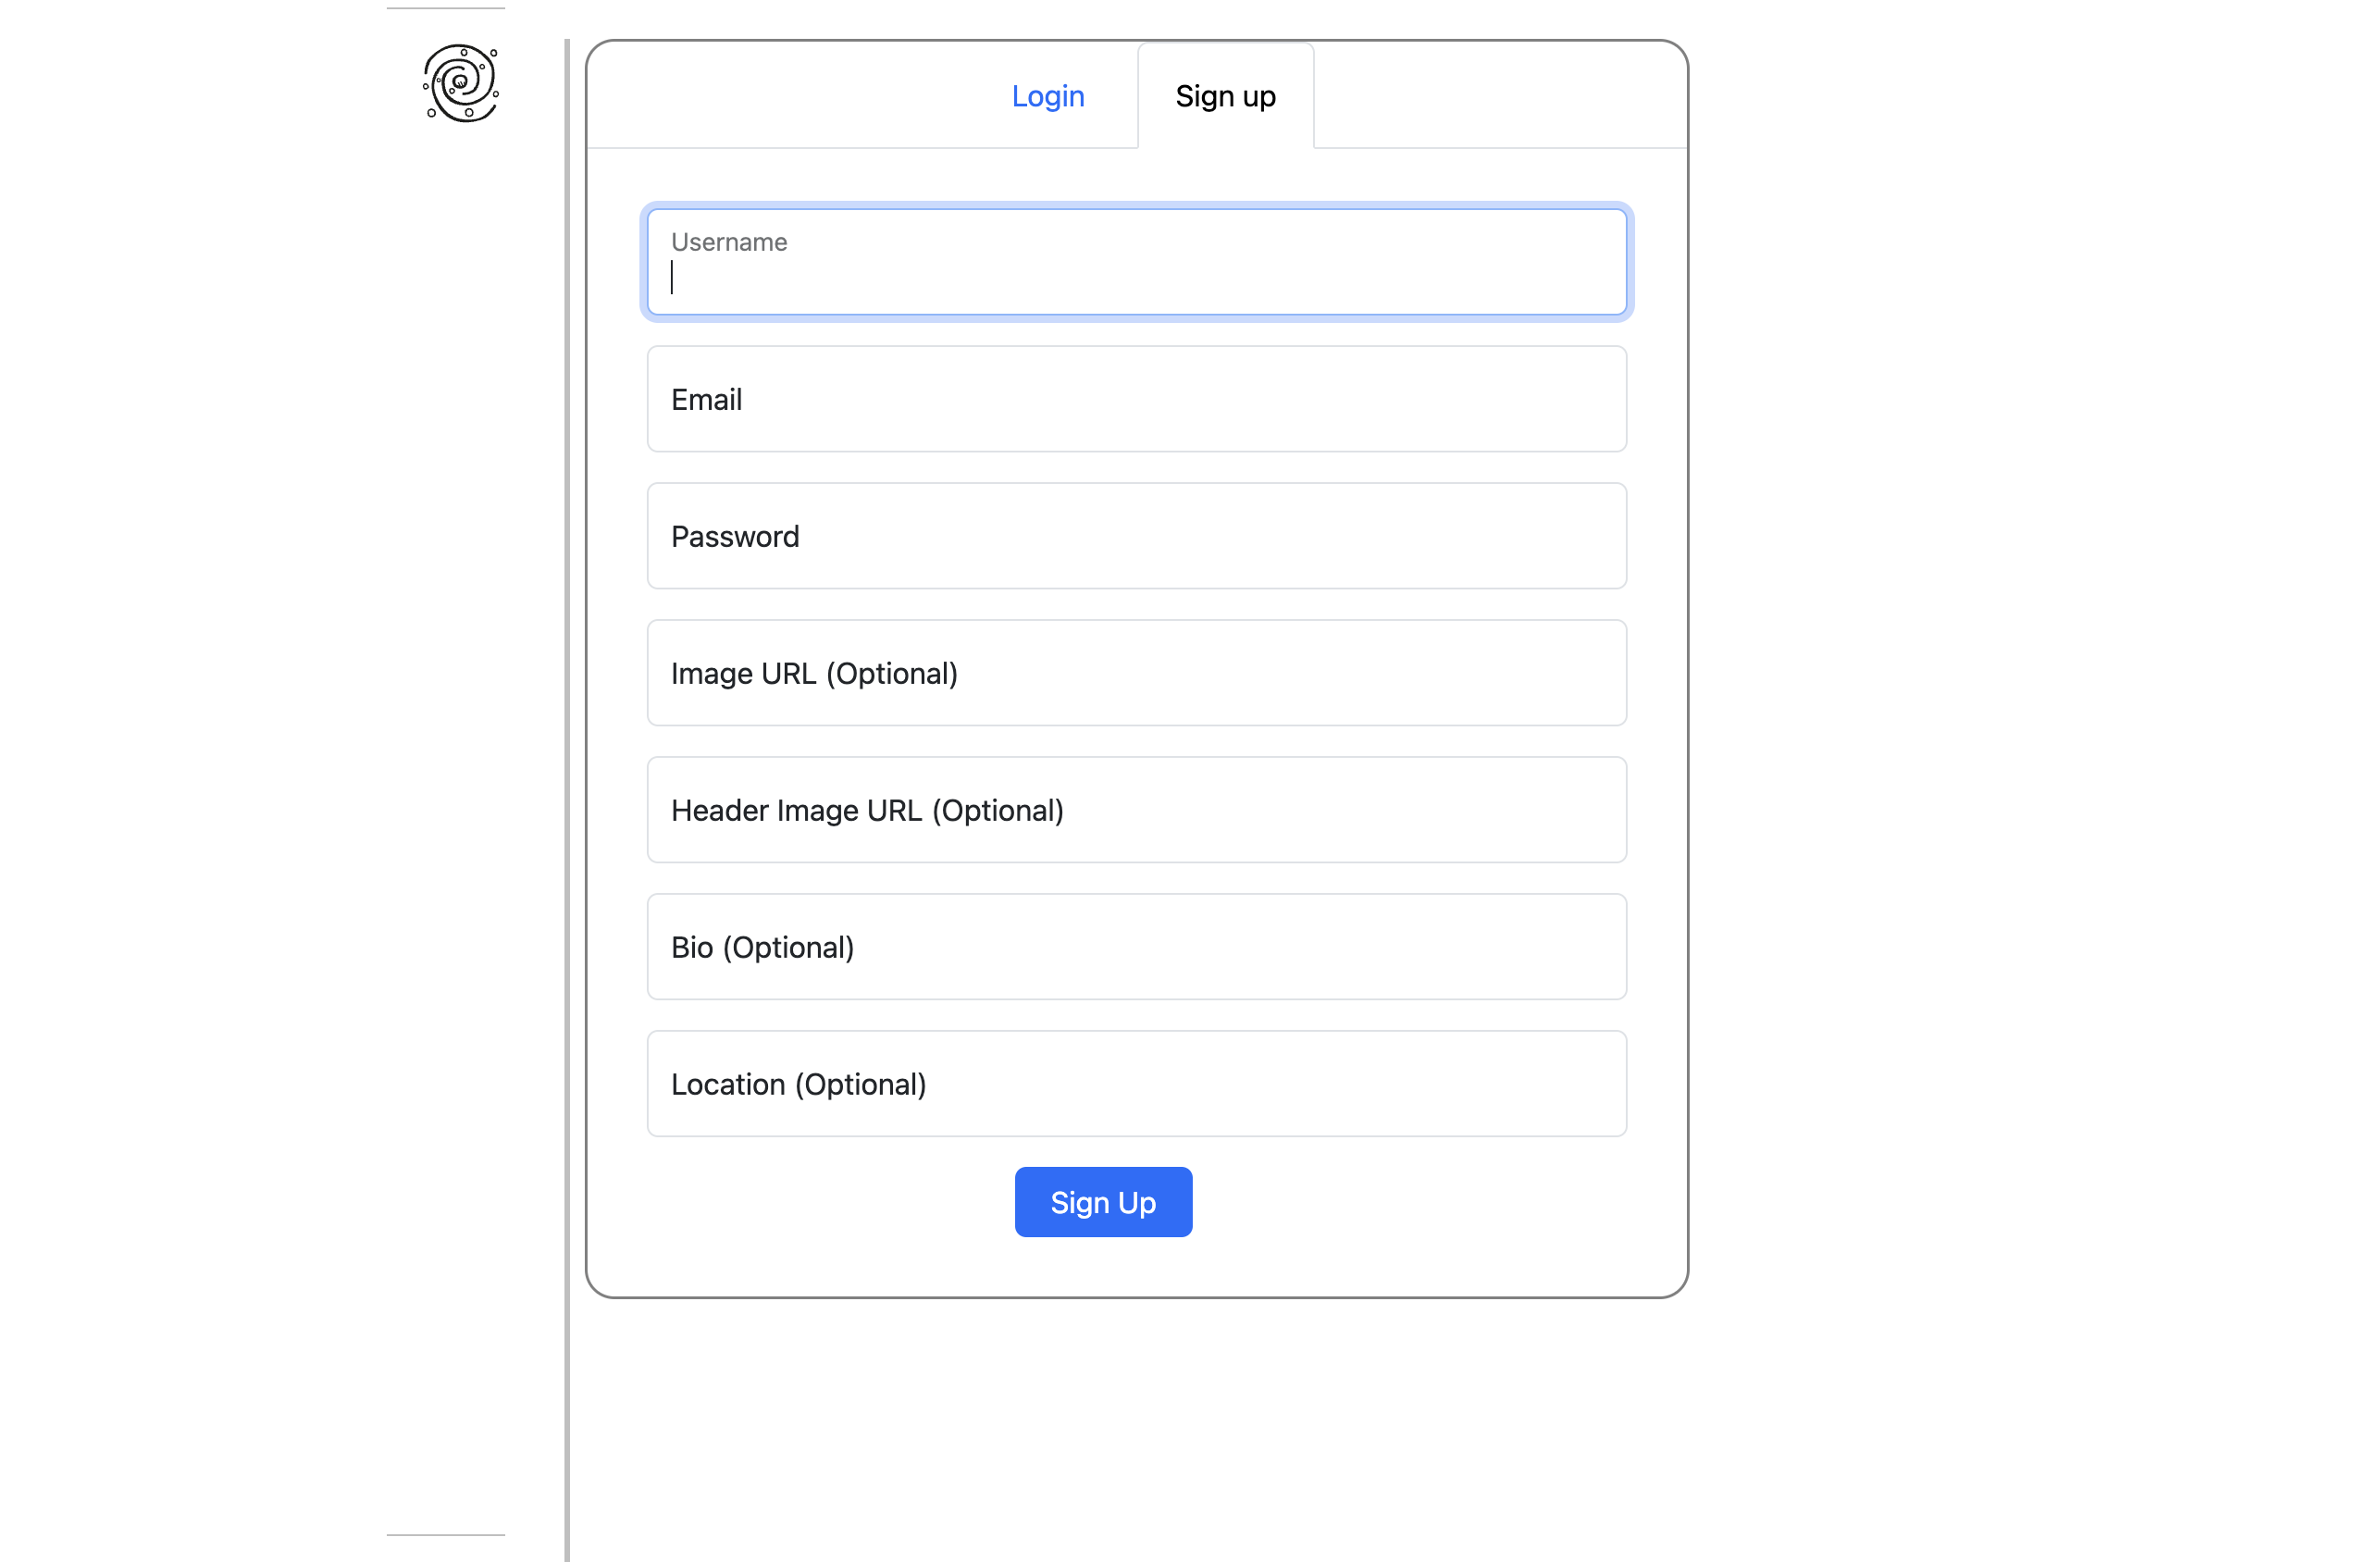 Login
Sign up
Username
Email
Password
Image URL (Optional)
Header Image URL (Optional)
Bio (Optional)
Location (Optional)
Sign Up